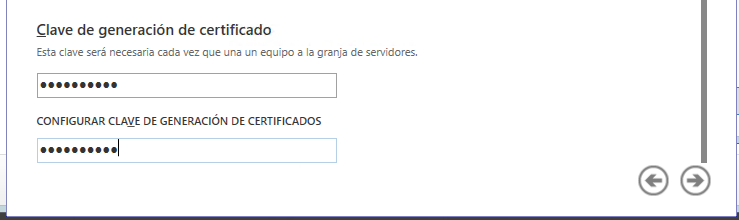 Clave de generación de certificado
Esta clave será necesaria cada vez que una un equipo a la granja de servidores.
••••••••••
CONFIGURAR CLAVE DE GENERACIÓN DE CERTIFICADOS
••••••••••